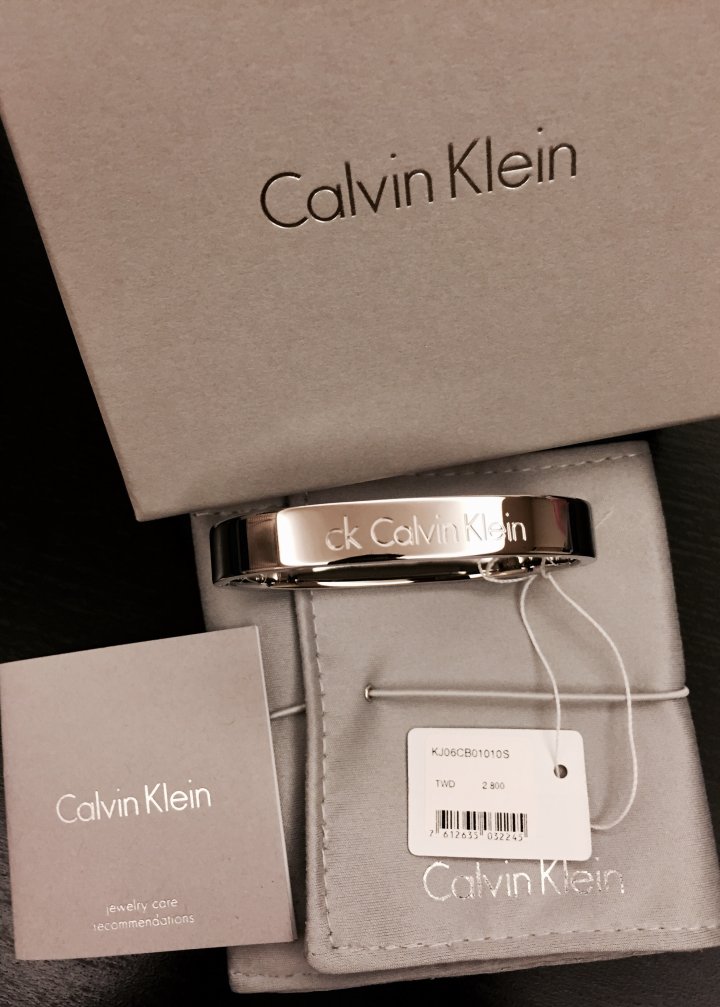 Calvin Klein
ck Calvin Klein
KJ06CB01010S
TWD 2.800
7 612635 032245
Calvin Klein
Calvin Klein
jewelry care
recommendations